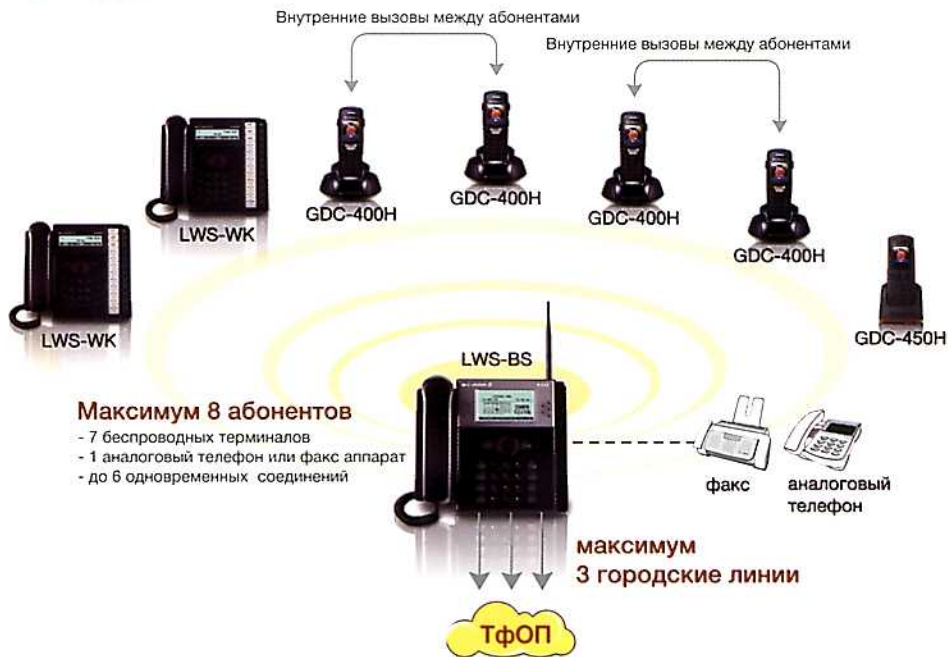 Внутренние вызовы между абонентами
Внутренние вызовы между абонентами
GDC-400H
GDC-400H
GDC-400H
GDC-400H
LWS-WK
LWS-WK
GDC-450H
LWS-BS
Максимум 8 абонентов
- 7 беспроводных терминалов
- 1 аналоговый телефон или факс аппарат
- до 6 одновременных соединений
факс
аналоговый
телефон
максимум
3 городские линии
ТфОП